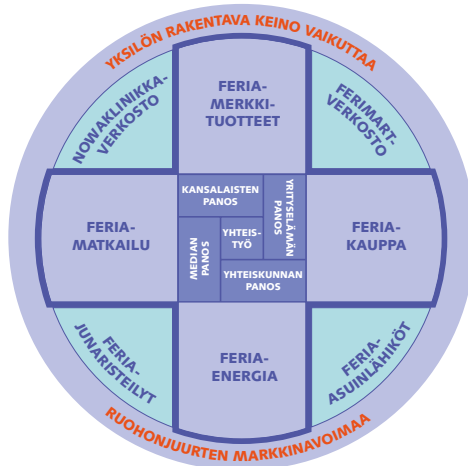 YKSILÖN RAKENTAVA KEINO VAIKUTTAA
NOWAKLINIKKA-
VERKOSTO
FERIA-
MERKKI-
TUOTTEET
FERIMART-
VERKOSTO
FERIA-
MATKAILU
KANSALAISTEN
PANOS
YRITYSELÄMÄN
PANOS
MEDIAN
PANOS
YHTEIS-
TYÖ
YHTEISKUNNAN
PANOS
FERIA-
KAUPPA
FERIA-
JUNARISTEILYT
FERIA-
ENERGIA
FERIA-
ASUINLÄHIKÖT
RUOHONJUURTEN MARKKINAVOIMAA